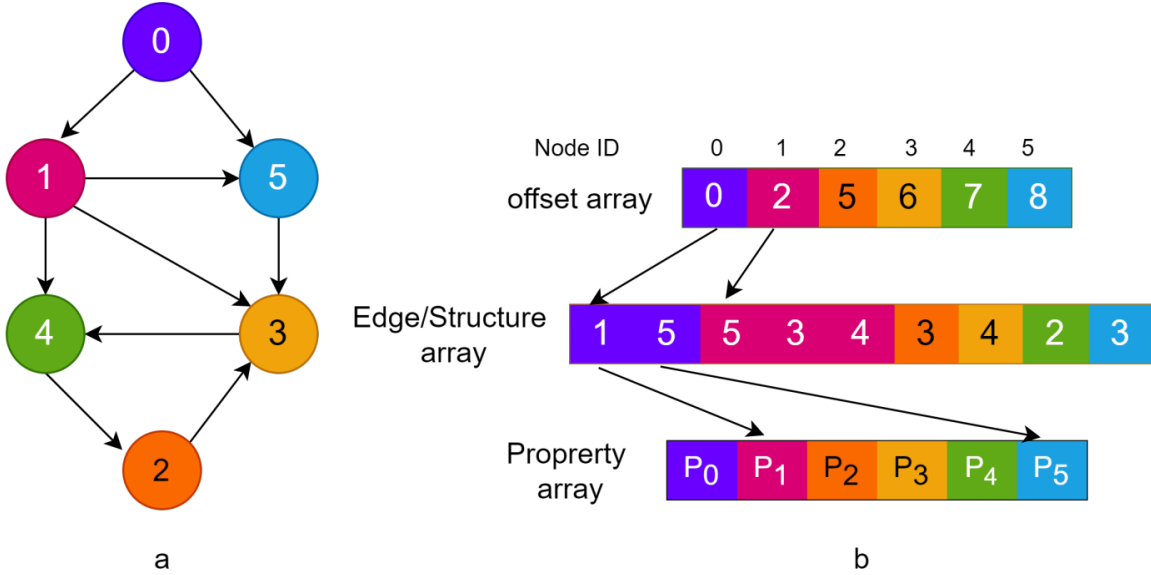 0
1
5
4
3
2
a
Node ID 0 1 2 3 4 5
offset array 0 2 5 6 7 8
Edge/Structure
array
1 5 5 3 4 3 4 2 3
Proprerty
array
P0 P1 P2 P3 P4 P5
b